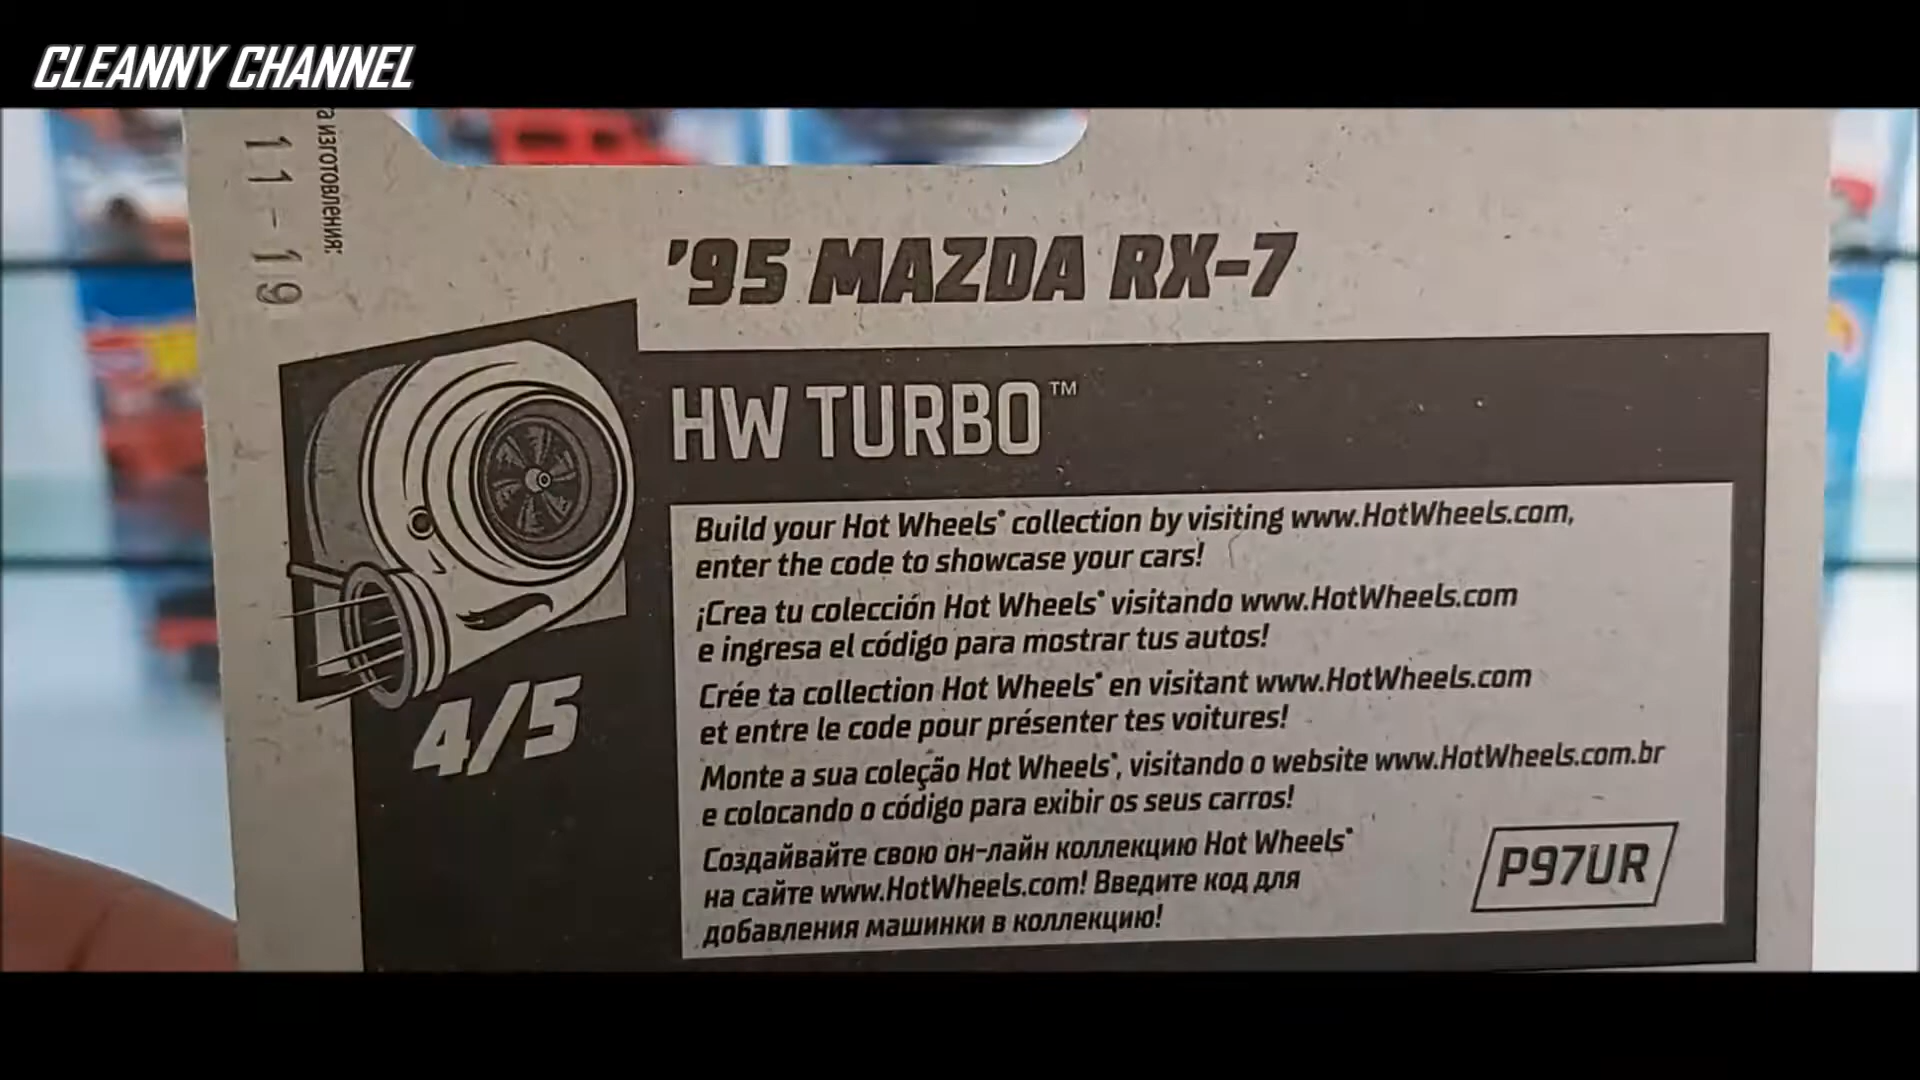 CLEANNY CHANNEL
а изготовления:
11-19
'95 MAZDA RX-7
HW TURBO™
4/5
Build your Hot Wheels® collection by visiting www.HotWheels.com,
enter the code to showcase your cars!
¡Crea tu colección Hot Wheels® visitando www.HotWheels.com
e ingresa el código para mostrar tus autos!
Crée ta collection Hot Wheels® en visitant www.HotWheels.com
et entre le code pour présenter tes voitures!
Monte a sua coleção Hot Wheels®, visitando o website www.HotWheels.com.br
e colocando o código para exibir os seus carros!
Создайвайте свою он-лайн коллекцию Hot Wheels®
на сайте www.HotWheels.com! Введите код для
добавления машинки в коллекцию!
P97UR